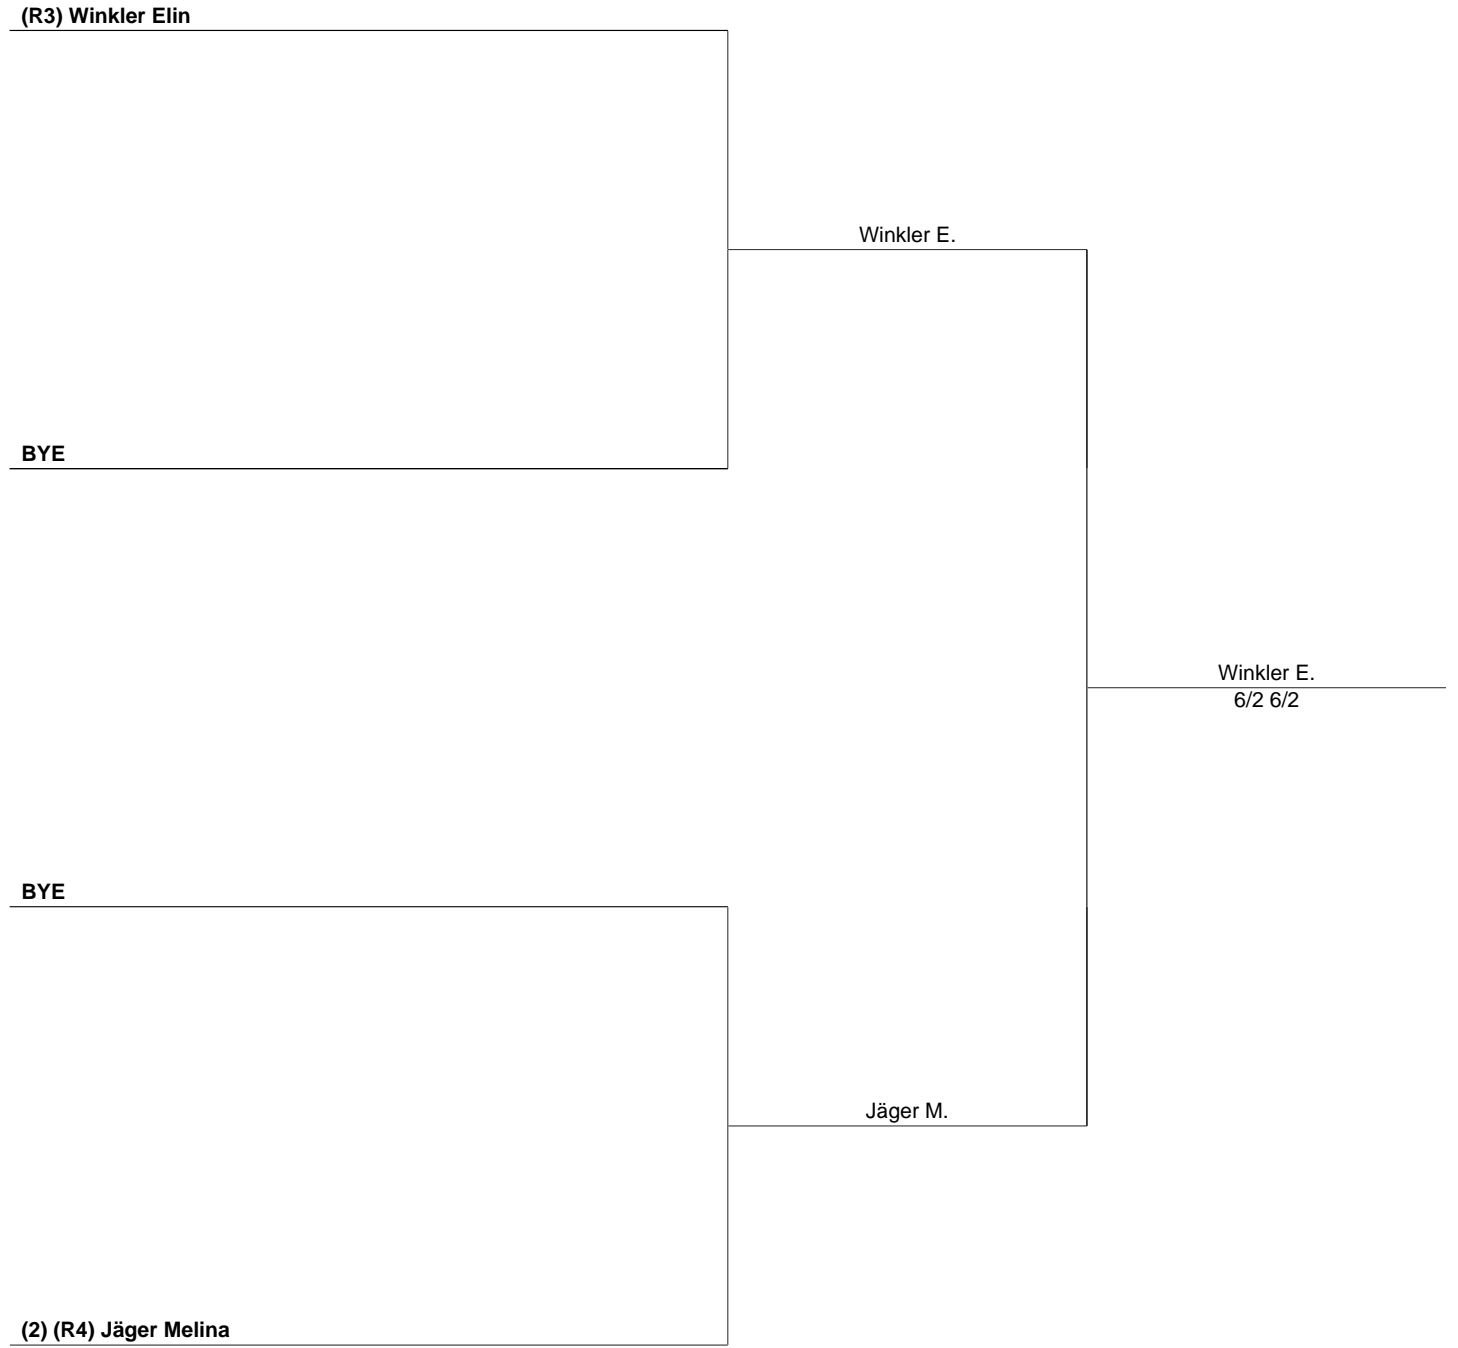 (R3) Winkler Elin
Winkler E.
BYE
Winkler E.
6/2 6/2
BYE
Jäger M.
(2) (R4) Jäger Melina